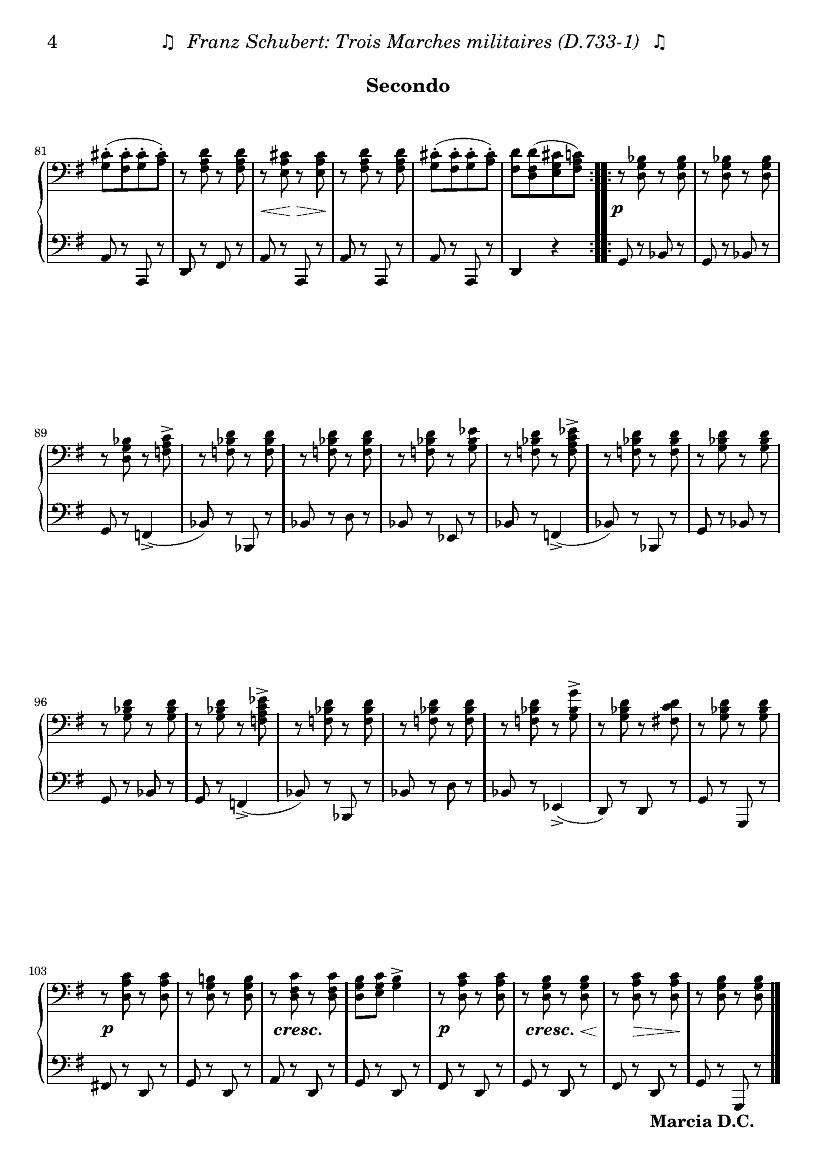 4 ♫ Franz Schubert: Trois Marches militaires (D.733-1) ♫
Secondo
81
p
89
96
103
p cresc. p cresc.
Marcia D.C.